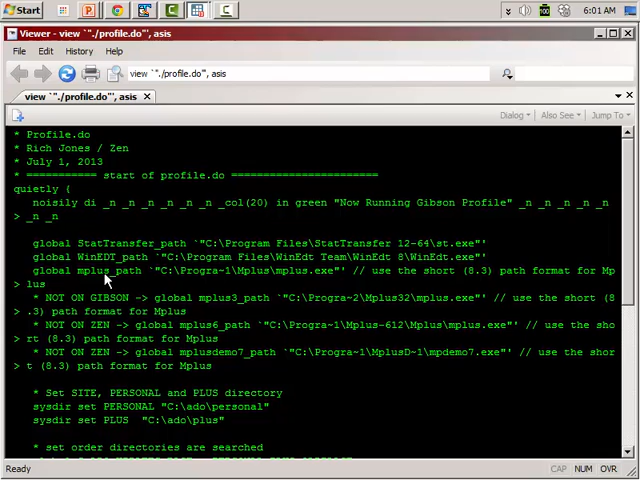 Start
6:01 AM
Viewer - view `"./profile.do"', asis
File Edit History Help
view `"./profile.do"', asis
view `"./profile.do"', asis
Dialog Also See Jump To
* Profile.do
* Rich Jones / Zen
* July 1, 2013
* =========== start of profile.do ========================
quietly {
noisily di _n _n _n _n _n _col(20) in green "Now Running Gibson Profile" _n _n _n _n
> _n _n
global StatTransfer_path `"C:\Program Files\StatTransfer 12-64\st.exe"'
global WinEDT_path `"C:\Program Files\WinEdt Team\WinEdt 8\WinEdt.exe"'
global mplus_path `"C:\Progra~1\Mplus\mplus.exe"' // use the short (8.3) path format for Mp
> lus
* NOT ON GIBSON -> global mplus3_path `"C:\Progra~2\Mplus32\mplus.exe"' // use the short (8
> .3) path format for Mplus
* NOT ON ZEN -> global mplus6_path `"C:\Progra~1\Mplus-612\Mplus\mplus.exe"' // use the sho
> rt (8.3) path format for Mplus
* NOT ON ZEN -> global mplusdemo7_path `"C:\Progra~1\MplusD~1\mpdemo7.exe"' // use the shor
> t (8.3) path format for Mplus
* Set SITE, PERSONAL and PLUS directory
sysdir set PERSONAL "C:\ado\personal"
sysdir set PLUS "C:\ado\plus"
* set order directories are searched
Ready
CAP NUM OVR